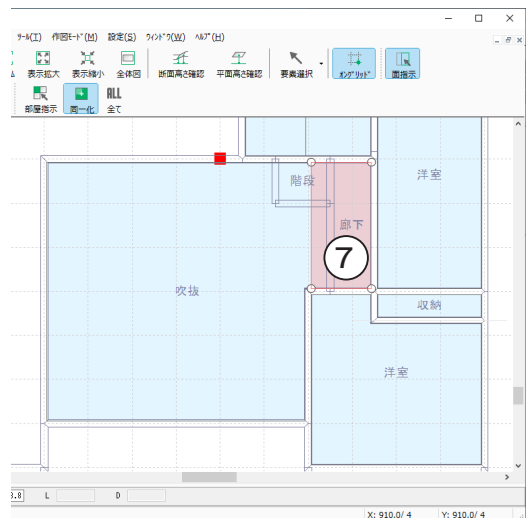 ﾂｰﾙ(T) 作図ﾓｰﾄﾞ(M) 設定(S) ｳｨﾝﾄﾞｳ(W) ﾍﾙﾌﾟ(H)
表示拡大 表示縮小 全体図 断面高さ確認 平面高さ確認 要素選択 ｵﾝｸﾞﾘｯﾄﾞ 面指示
ALL
部屋指示 同一化 全て
洋室
階段
廊下
⑦
吹抜
収納
洋室
L D
X: 910.0/ 4 Y: 910.0/ 4